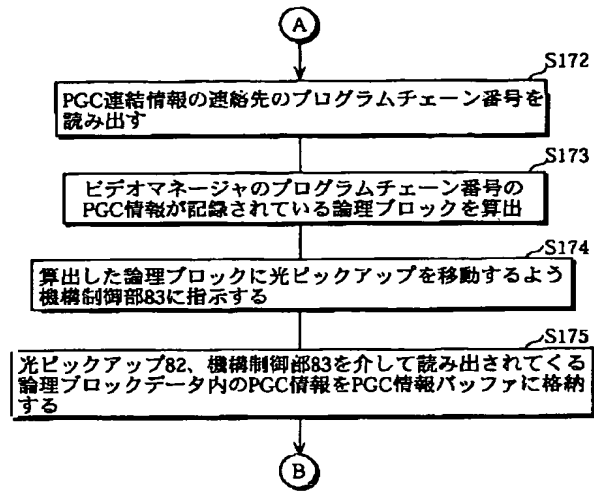 A
S172
PGC連結情報の連絡先のプログラムチェーン番号を
読み出す
S173
ビデオマネージャのプログラムチェーン番号の
PGC情報が記録されている論理ブロックを算出
S174
算出した論理ブロックに光ピックアップを移動するよう
機構制御部83に指示する
S175
光ピックアップ82、機構制御部83を介して読み出されてくる
論理ブロックデータ内のPGC情報をPGC情報バッファに格納
する
B